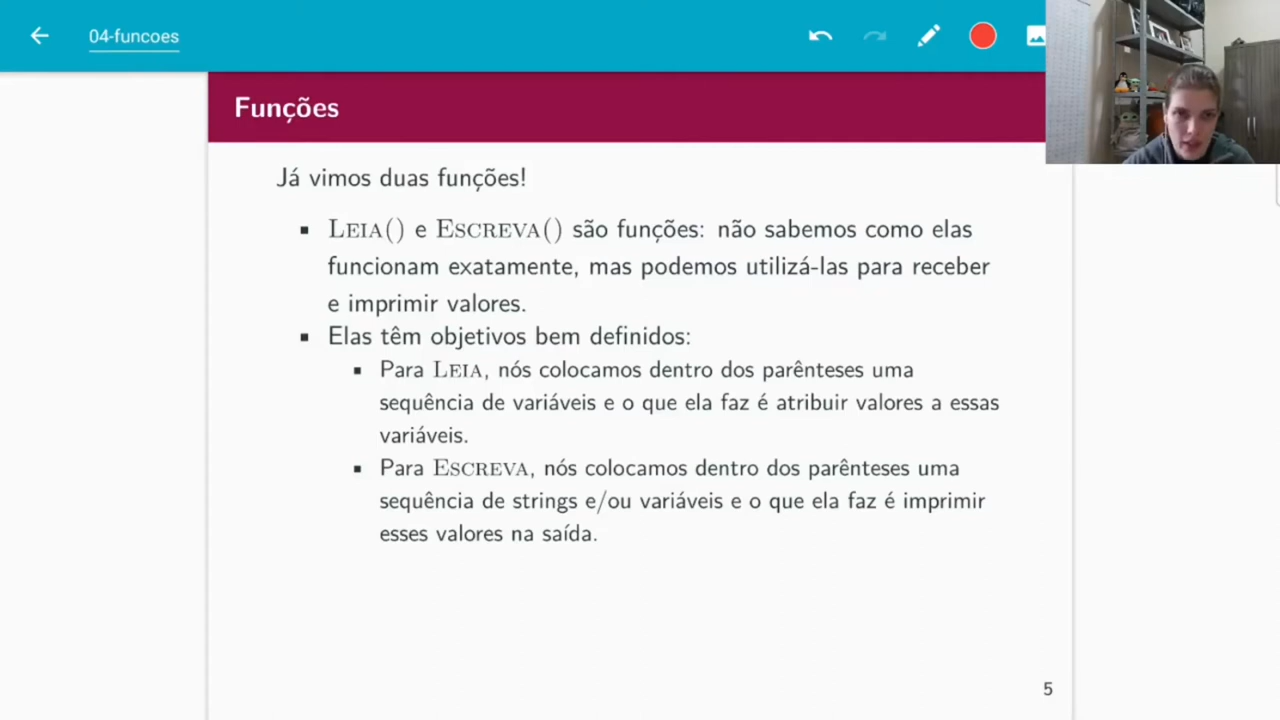 04-funcoes
Funções
Já vimos duas funções!
▪ LEIA() e ESCREVA() são funções: não sabemos como elas
funcionam exatamente, mas podemos utilizá-las para receber
e imprimir valores.
▪ Elas têm objetivos bem definidos:
▪ Para LEIA, nós colocamos dentro dos parênteses uma
sequência de variáveis e o que ela faz é atribuir valores a essas
variáveis.
▪ Para ESCREVA, nós colocamos dentro dos parênteses uma
sequência de strings e/ou variáveis e o que ela faz é imprimir
esses valores na saída.
5